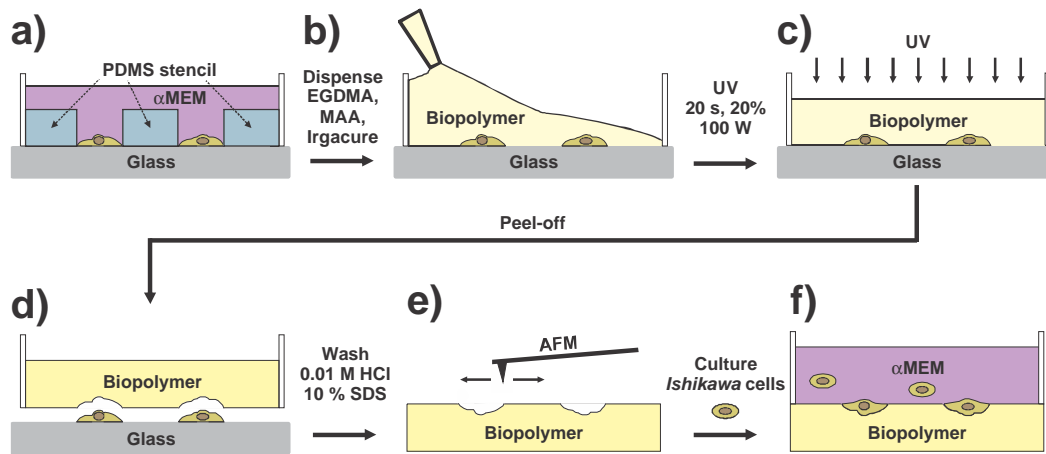 a)
PDMS stencil
αMEM
Glass
Dispense
EGDMA,
MAA,
Irgacure
b)
Biopolymer
Glass
UV
20 s, 20%
100 W
c)
UV
Biopolymer
Glass
Peel-off
d)
Biopolymer
Glass
Wash
0.01 M HCl
10 % SDS
e)
AFM
Biopolymer
Culture
Ishikawa cells
f)
αMEM
Biopolymer